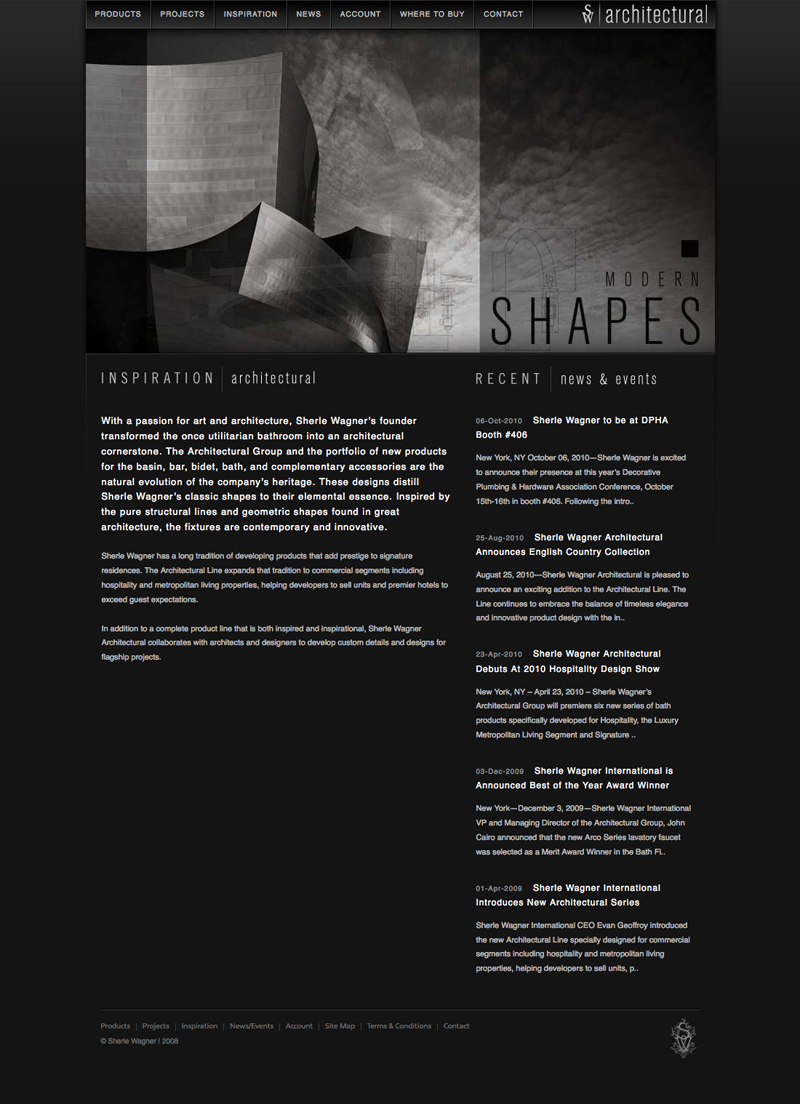 PRODUCTS
PROJECTS
INSPIRATION
NEWS
ACCOUNT
WHERE TO BUY
CONTACT
SW architectural
MODERN
SHAPES
INSPIRATION | architectural
With a passion for art and architecture, Sherle Wagner's founder
transformed the once utilitarian bathroom into an architectural
cornerstone. The Architectural Group and the portfolio of new products
for the basin, bar, bidet, bath, and complementary accessories are the
natural evolution of the company's heritage. These designs distill
Sherle Wagner's classic shapes to their elemental essence. Inspired by
the pure structural lines and geometric shapes found in great
architecture, the fixtures are contemporary and innovative.
Sherle Wagner has a long tradition of developing products that add prestige to signature
residences. The Architectural Line expands that tradition to commercial segments including
hospitality and metropolitan living properties, helping developers to sell units and premier hotels to
exceed guest expectations.
In addition to a complete product line that is both inspired and inspirational, Sherle Wagner
Architectural collaborates with architects and designers to develop custom details and designs for
flagship projects.
RECENT | news & events
06-Oct-2010 Sherle Wagner to be at DPHA
Booth #406
New York, NY October 06, 2010—Sherle Wagner is excited
to announce their presence at this year's Decorative
Plumbing & Hardware Association Conference, October
15th-16th in booth #406. Following the intro..
25-Aug-2010 Sherle Wagner Architectural
Announces English Country Collection
August 25, 2010—Sherle Wagner Architectural is pleased to
announce an exciting addition to the Architectural Line. The
Line continues to embrace the balance of timeless elegance
and innovative product design with the in..
23-Apr-2010 Sherle Wagner Architectural
Debuts At 2010 Hospitality Design Show
New York, NY – April 23, 2010 – Sherle Wagner's
Architectural Group will premiere six new series of bath
products specifically developed for Hospitality, the Luxury
Metropolitan Living Segment and Signature ..
03-Dec-2009 Sherle Wagner International is
Announced Best of the Year Award Winner
New York—December 3, 2009—Sherle Wagner International
VP and Managing Director of the Architectural Group, John
Cairo announced that the new Arco Series lavatory faucet
was selected as a Merit Award Winner in the Bath Fi..
01-Apr-2009 Sherle Wagner International
Introduces New Architectural Series
Sherle Wagner International CEO Evan Geoffroy introduced
the new Architectural Line specially designed for commercial
segments including hospitality and metropolitan living
properties, helping developers to sell units, p..
Products | Projects | Inspiration | News/Events | Account | Site Map | Terms & Conditions | Contact
© Sherle Wagner | 2008